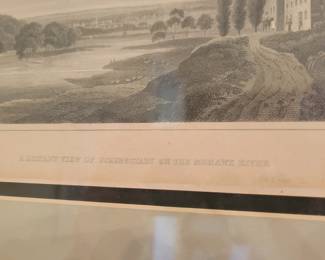 A DISTANT VIEW OF SCHENECTADY ON THE MOHAWK RIVER